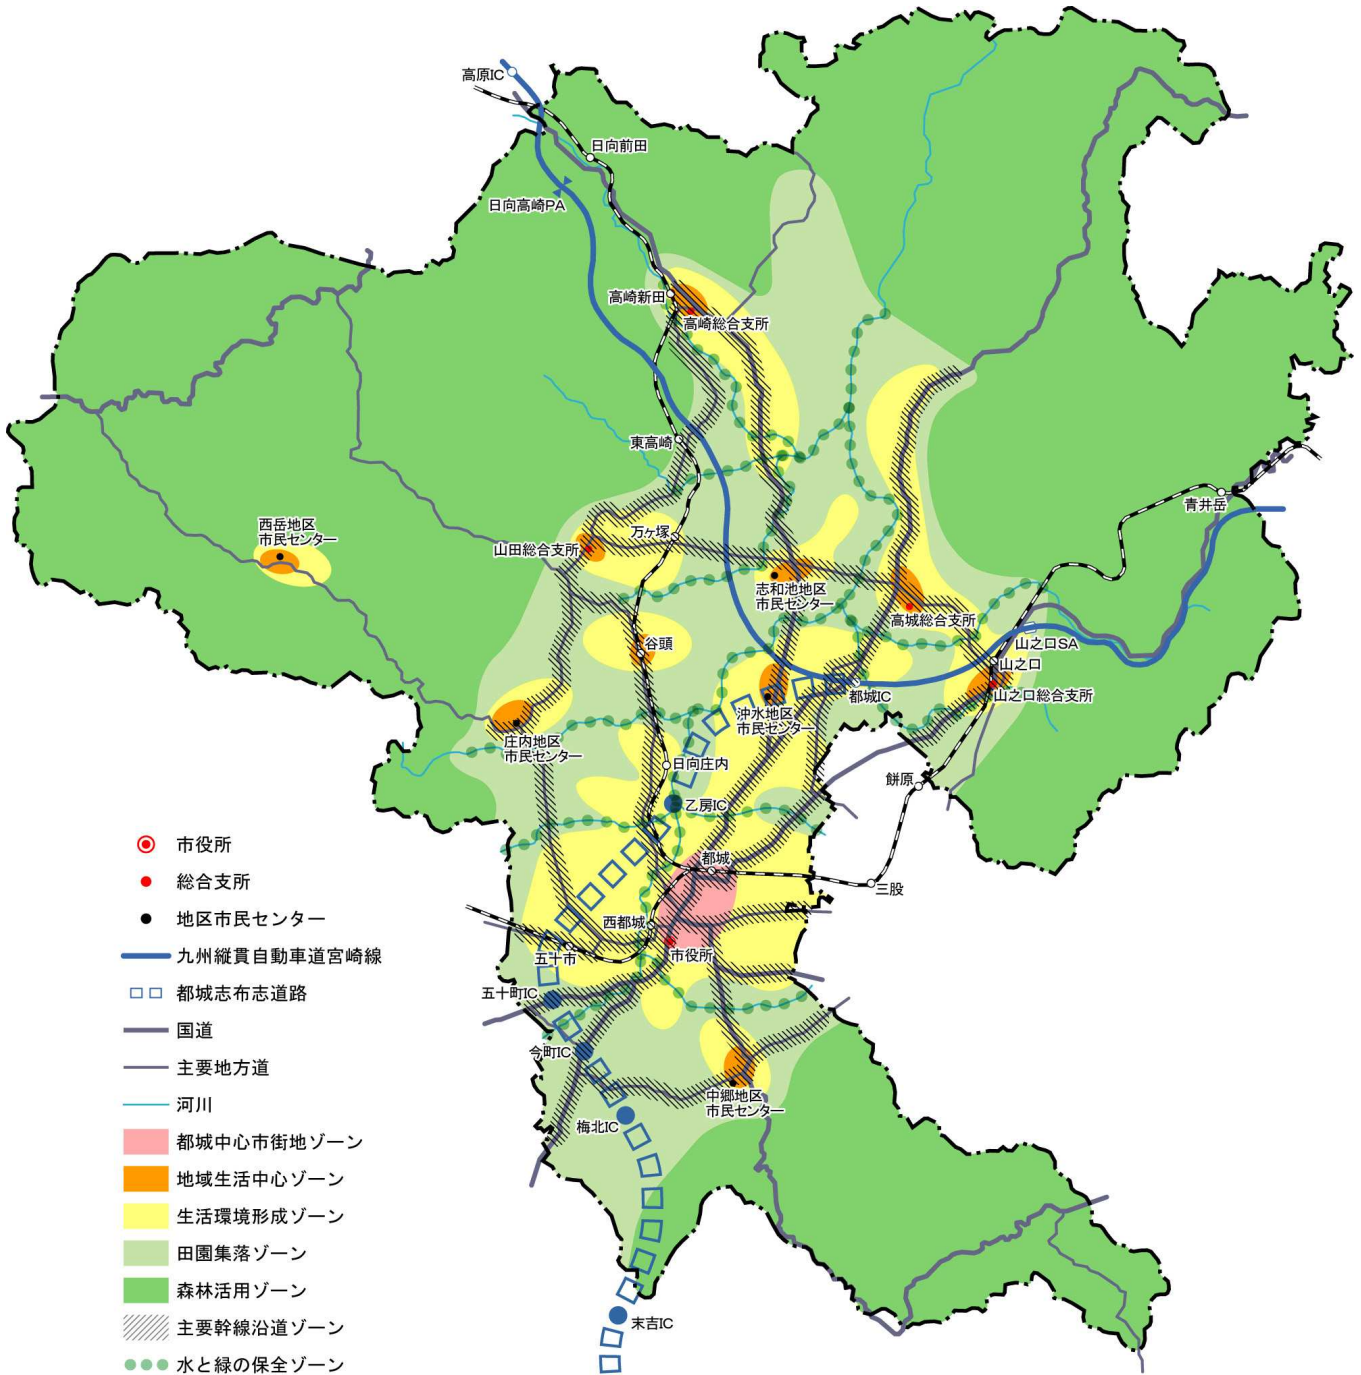 高原IC
日向前田
日向高崎PA
高崎新田
高崎総合支所
東高崎
青井岳
西岳地区
市民センター
万ヶ塚
山田総合支所
志和池地区
市民センター
高城総合支所
谷頭
山之口SA
山之口
山之口総合支所
都城IC
沖水地区
市民センター
庄内地区
市民センター
日向庄内
餅原
乙房IC
都城
三股
西都城
市役所
五十市
五十町IC
今町IC
中郷地区
市民センター
梅北IC
末吉IC
市役所
総合支所
地区市民センター
九州縦貫自動車道宮崎線
都城志布志道路
国道
主要地方道
河川
都城中心市街地ゾーン
地域生活中心ゾーン
生活環境形成ゾーン
田園集落ゾーン
森林活用ゾーン
主要幹線沿道ゾーン
水と緑の保全ゾーン